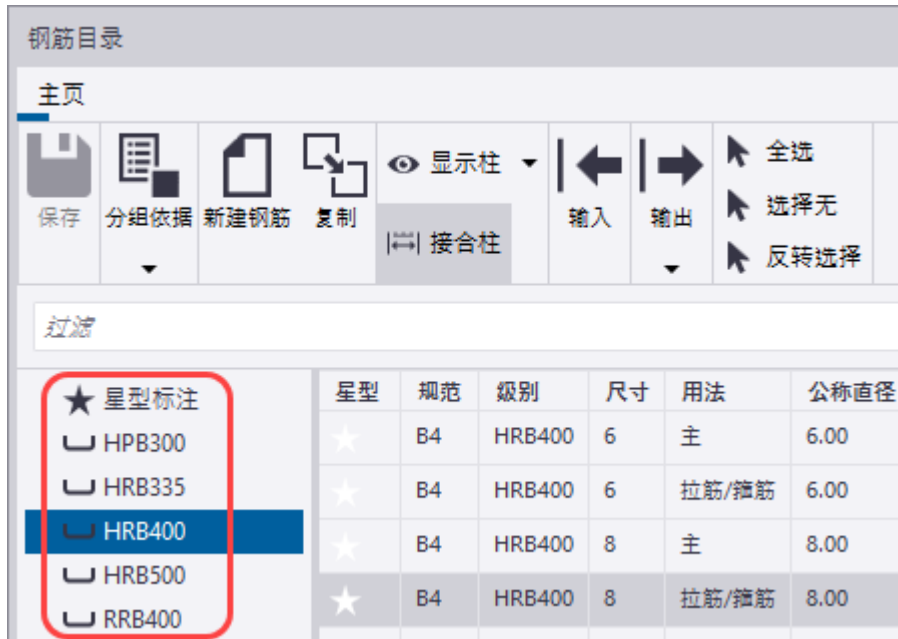 钢筋目录
主页
保存
分组依据
新建钢筋
复制
显示柱
接合柱
输入
输出
全选
选择无
反转选择
过滤
星型标注
HPB300
HRB335
HRB400
HRB500
RRB400
星型 规范 级别 尺寸 用法 公称直径
B4 HRB400 6 主 6.00
B4 HRB400 6 拉筋/箍筋 6.00
B4 HRB400 8 主 8.00
B4 HRB400 8 拉筋/箍筋 8.00